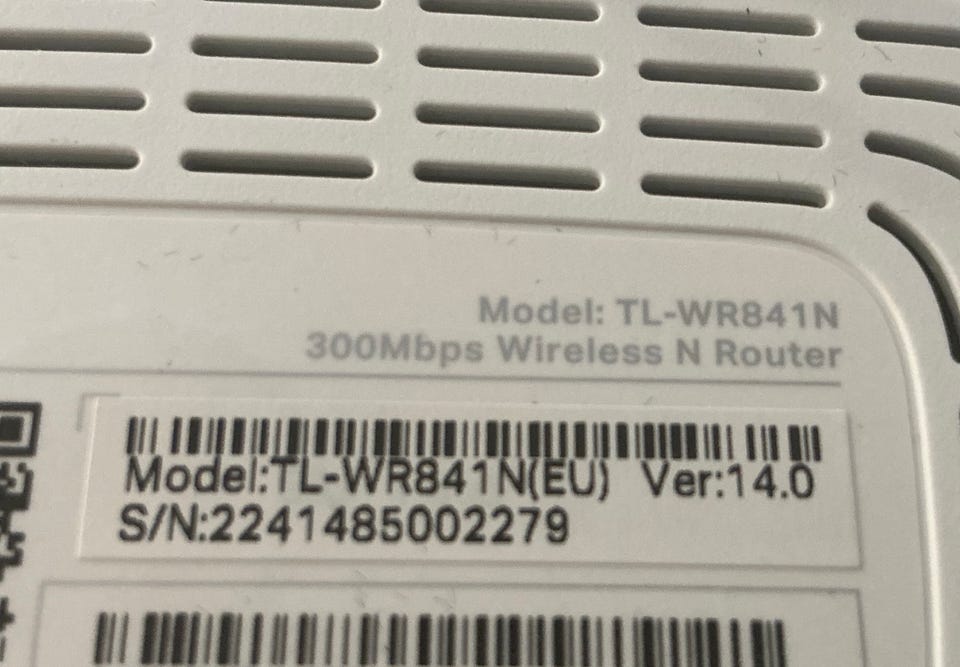 Model: TL-WR841N
300Mbps Wireless N Router
Model:TL-WR841N(EU) Ver:14.0
S/N:2241485002279